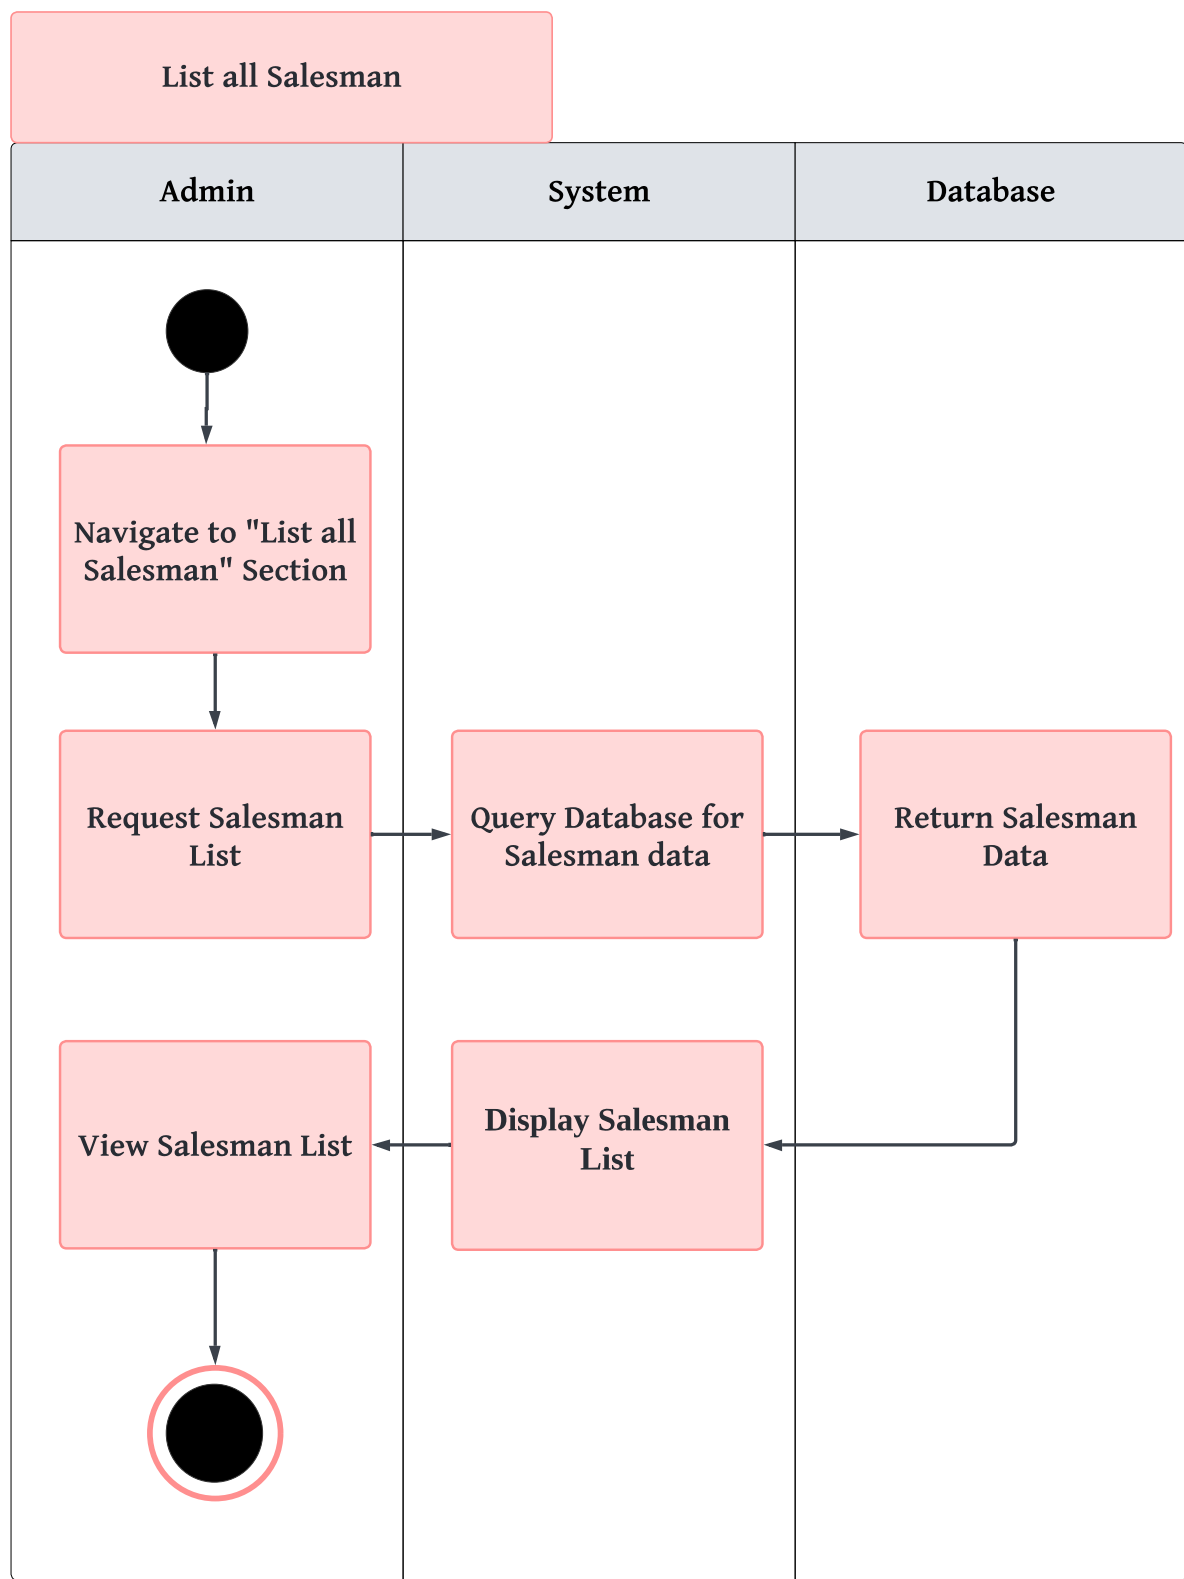 List all Salesman
Admin
System
Database
Navigate to "List all
Salesman" Section
Request Salesman
List
Query Database for
Salesman data
Return Salesman
Data
View Salesman List
Display Salesman
List